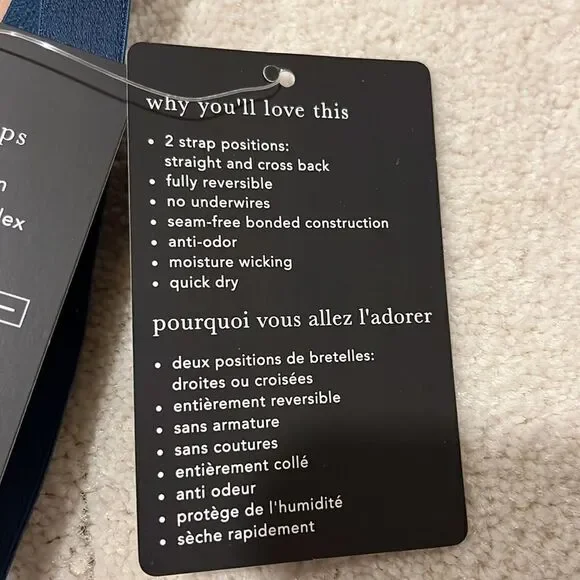 ps
n
lex
why you'll love this
• 2 strap positions:
straight and cross back
• fully reversible
• no underwires
• seam-free bonded construction
• anti-odor
• moisture wicking
• quick dry
pourquoi vous allez l'adorer
• deux positions de bretelles:
droites ou croisées
• entièrement reversible
• sans armature
• sans coutures
• entièrement collé
• anti odeur
• protège de l'humidité
• sèche rapidement